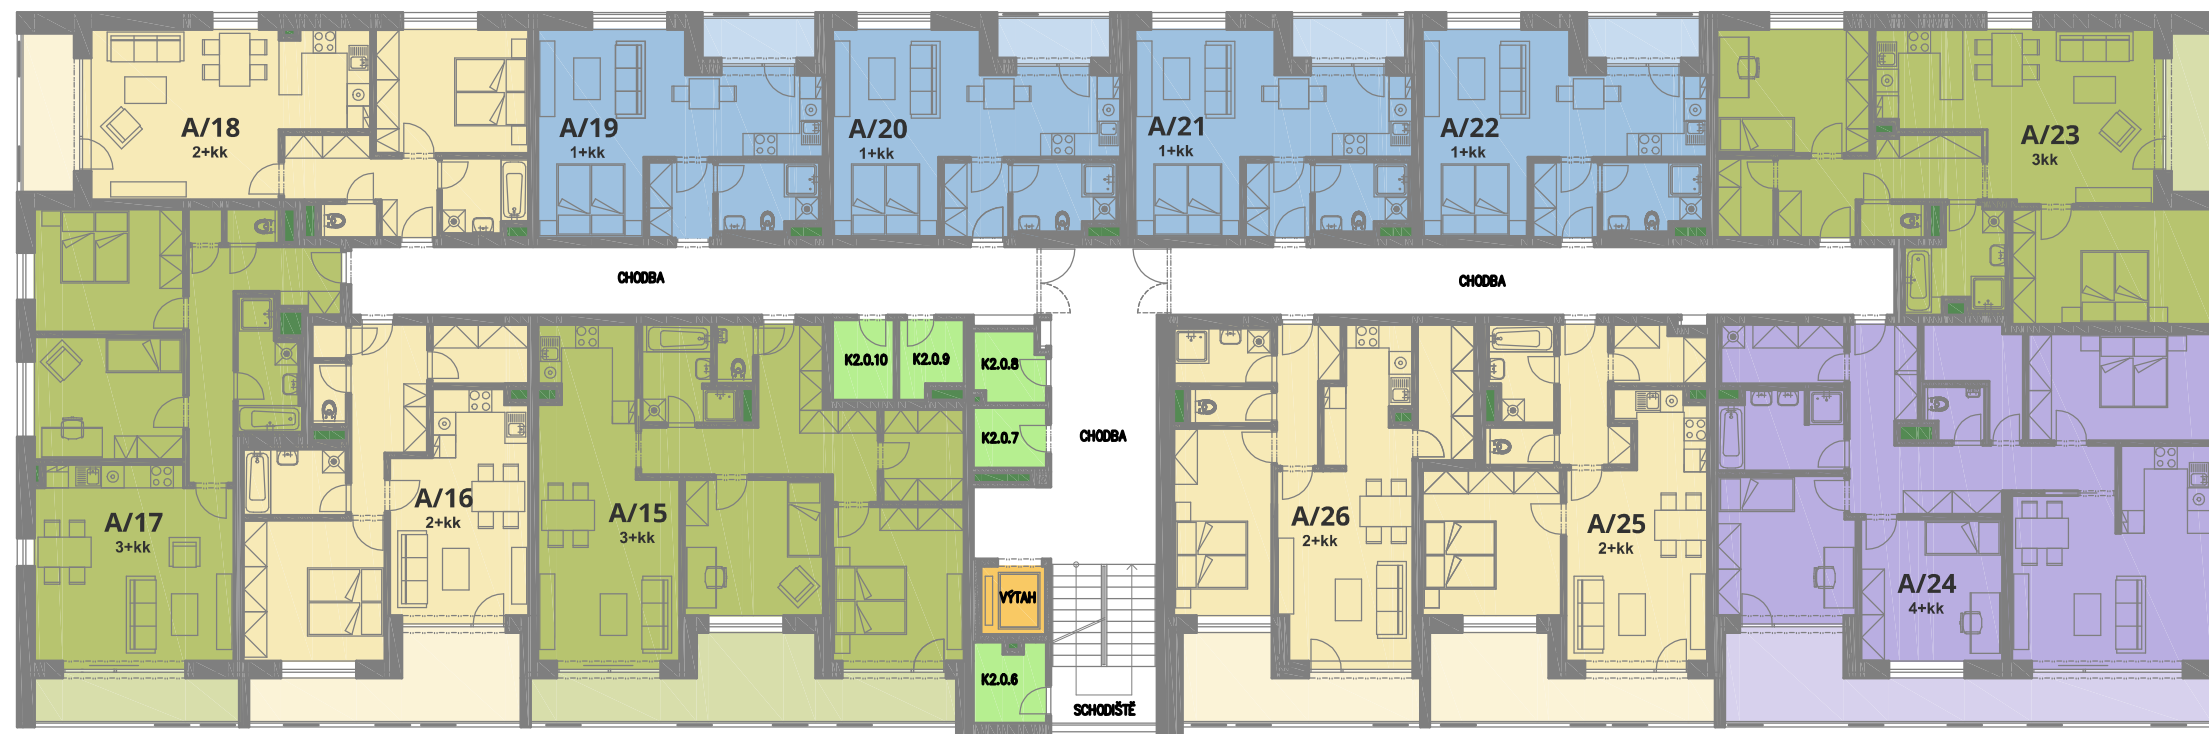 A/18
2+kk
A/19
1+kk
A/20
1+kk
A/21
1+kk
A/22
1+kk
A/23
3kk
CHODBA
CHODBA
K2.0.10
K2.0.9
K2.0.8
K2.0.7
CHODBA
A/17
3+kk
A/16
2+kk
A/15
3+kk
A/26
2+kk
A/25
2+kk
A/24
4+kk
VÝTAH
K2.0.6
SCHODIŠTĚ